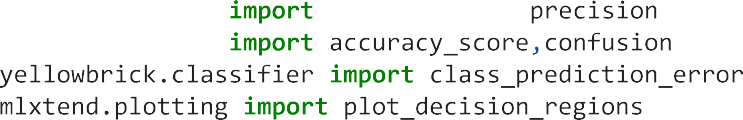 import precision
import accuracy_score,confusion
yellowbrick.classifier import class_prediction_error
mlxtend.plotting import plot_decision_regions